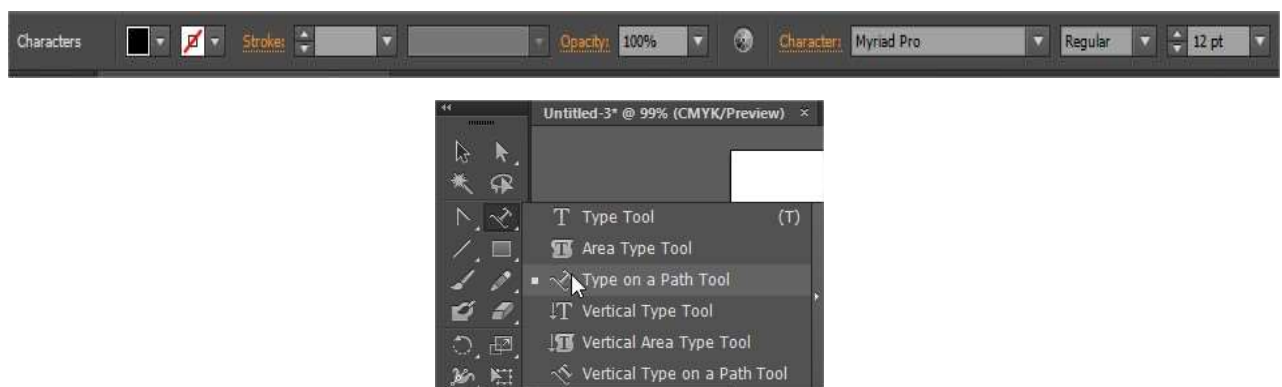 Characters Stroke: Opacity: 100% Character: Myriad Pro Regular 12 pt
Untitled-3* @ 99% (CMYK/Preview) ×
Type Tool (T)
Area Type Tool
Type on a Path Tool
Vertical Type Tool
Vertical Area Type Tool
Vertical Type on a Path Tool